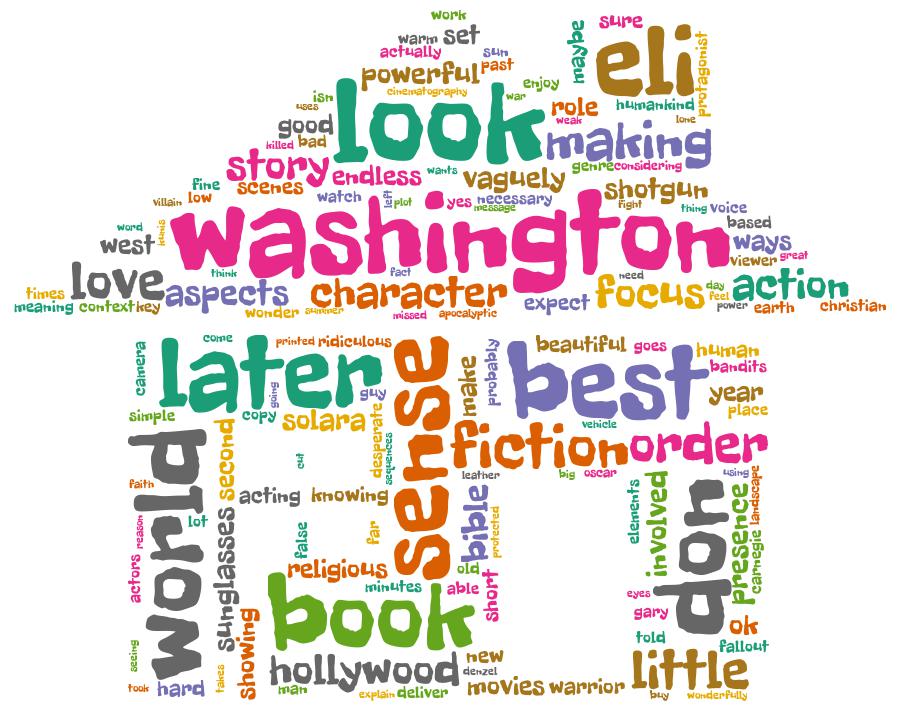 work
warm set
maybe
sure
eli
protagonist
actually
sun
powerful
past
cinematography
look
enjoy
isn
war
uses
role
humankind
good
weak
lone
killed
bad
making
story
genre
considering
endless
wants
vaguely
fine
scenes
shotgun
villain
low
watch
left
plot
yes
necessary
message
fight
thing
voice
word
kunis
washington
based
west
ways
viewer
great
love
think
fact
need
times
aspects
character
focus
day
feel
action
meaning
context
key
expect
power
earth
christian
wonder
summer
missed
apocalyptic
camera
come
printed
ridiculous
sense
probably
beautiful
goes
human
later
make
best
bandits
going
guy
year
place
simple
copy
solara
desperate
vehicle
world
second
cut
sequences
fiction
order
faith
leather
big
oscar
using
acting
knowing
elements
involved
don
presence
landscape
lot
sunglasses
false
far
bible
protected
reason
actors
carnegie
religious
old
minutes
able
short
eyes
gary
book
ok
showing
told
fallout
seeing
hollywood
new
denzel
little
took
hard
takes
man
explain
deliver
movies
warrior
buy
wonderfully